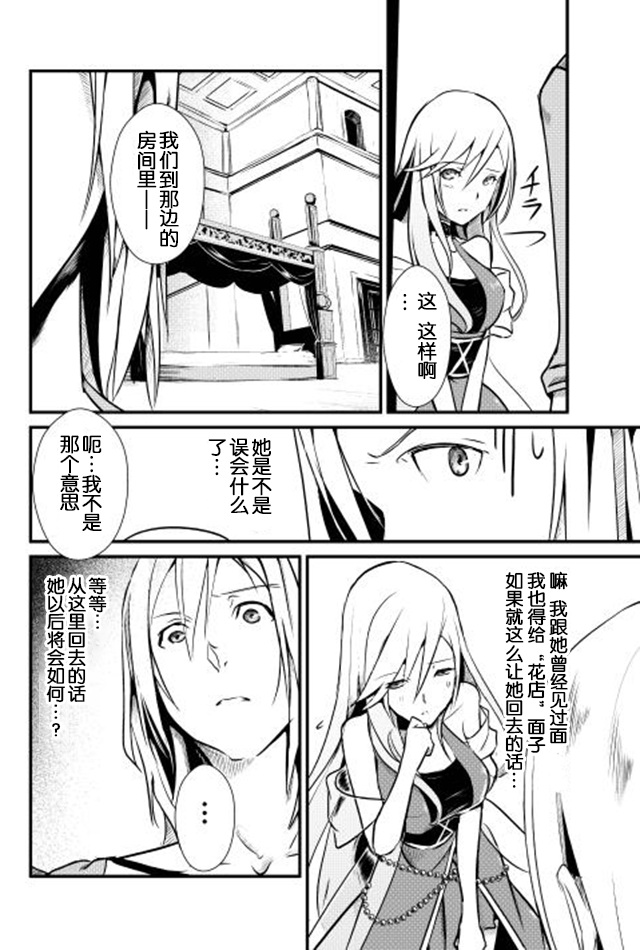 チラッ
这 这样啊
…
我们到那边的
房间里——
她是不是
误会什么
了…
呃…我不是
那个意思
嘛 我跟她曾经见过面
我也得给“花店”面子
如果就这么让她回去的话…
等等…
从这里回去的话
她以后将会如何…?
…